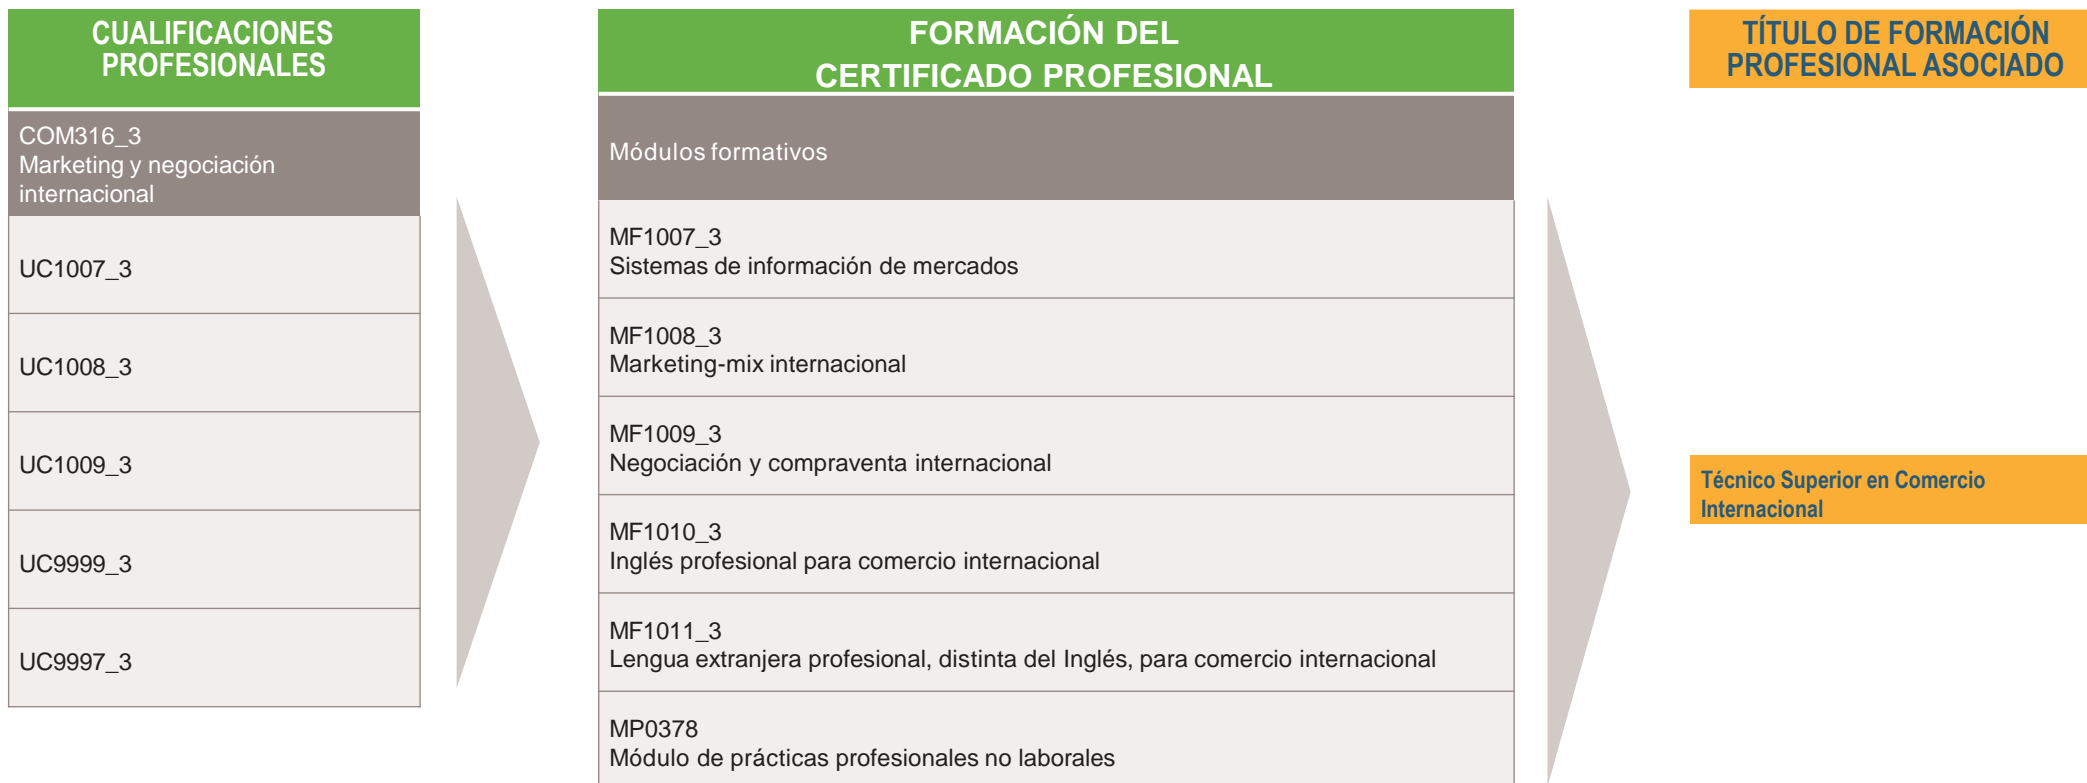 CUALIFICACIONES
PROFESIONALES
COM316_3
Marketing y negociación
internacional
UC1007_3
UC1008_3
UC1009_3
UC9999_3
UC9997_3
FORMACIÓN DEL
CERTIFICADO PROFESIONAL
Módulos formativos
MF1007_3
Sistemas de información de mercados
MF1008_3
Marketing-mix internacional
MF1009_3
Negociación y compraventa internacional
MF1010_3
Inglés profesional para comercio internacional
MF1011_3
Lengua extranjera profesional, distinta del Inglés, para comercio internacional
MP0378
Módulo de prácticas profesionales no laborales
TÍTULO DE FORMACIÓN
PROFESIONAL ASOCIADO
Técnico Superior en Comercio
Internacional